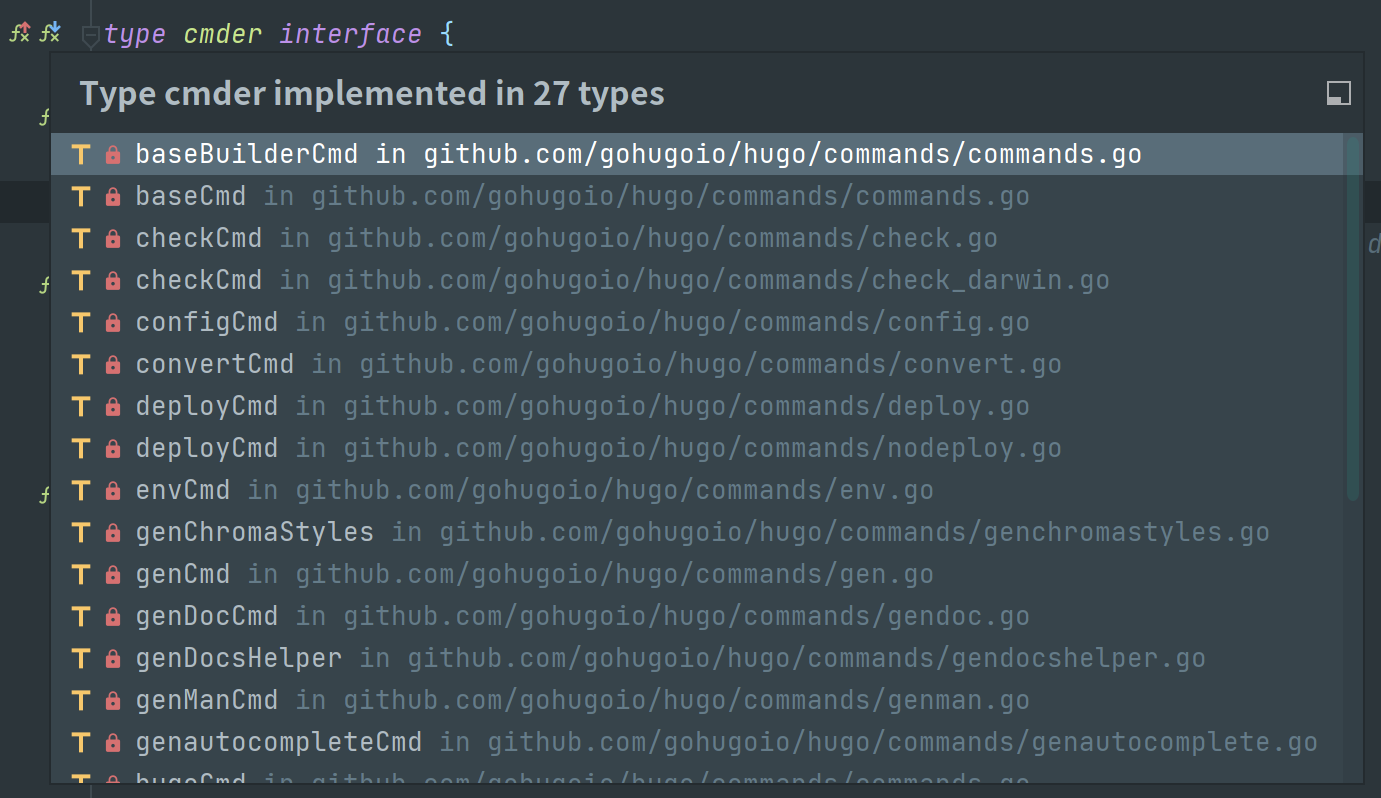 type cmder interface {
Type cmder implemented in 27 types
T baseBuilderCmd in github.com/gohugoio/hugo/commands/commands.go
T baseCmd in github.com/gohugoio/hugo/commands/commands.go
T checkCmd in github.com/gohugoio/hugo/commands/check.go
T checkCmd in github.com/gohugoio/hugo/commands/check_darwin.go
T configCmd in github.com/gohugoio/hugo/commands/config.go
T convertCmd in github.com/gohugoio/hugo/commands/convert.go
T deployCmd in github.com/gohugoio/hugo/commands/deploy.go
T deployCmd in github.com/gohugoio/hugo/commands/nodeploy.go
T envCmd in github.com/gohugoio/hugo/commands/env.go
T genChromaStyles in github.com/gohugoio/hugo/commands/genchromastyles.go
T genCmd in github.com/gohugoio/hugo/commands/gen.go
T genDocCmd in github.com/gohugoio/hugo/commands/gendoc.go
T genDocsHelper in github.com/gohugoio/hugo/commands/gendocshelper.go
T genManCmd in github.com/gohugoio/hugo/commands/genman.go
T genautocompleteCmd in github.com/gohugoio/hugo/commands/genautocomplete.go
T hugoCmd in github.com/gohugoio/hugo/commands/commands.go